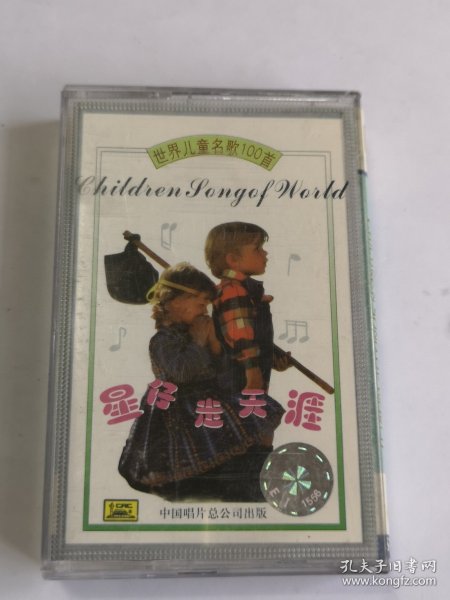 世界儿童名歌100首
Children Song of World
星仔走天涯
CRC
中国唱片总公司出版
孔夫子旧书网
www.kongfz.com